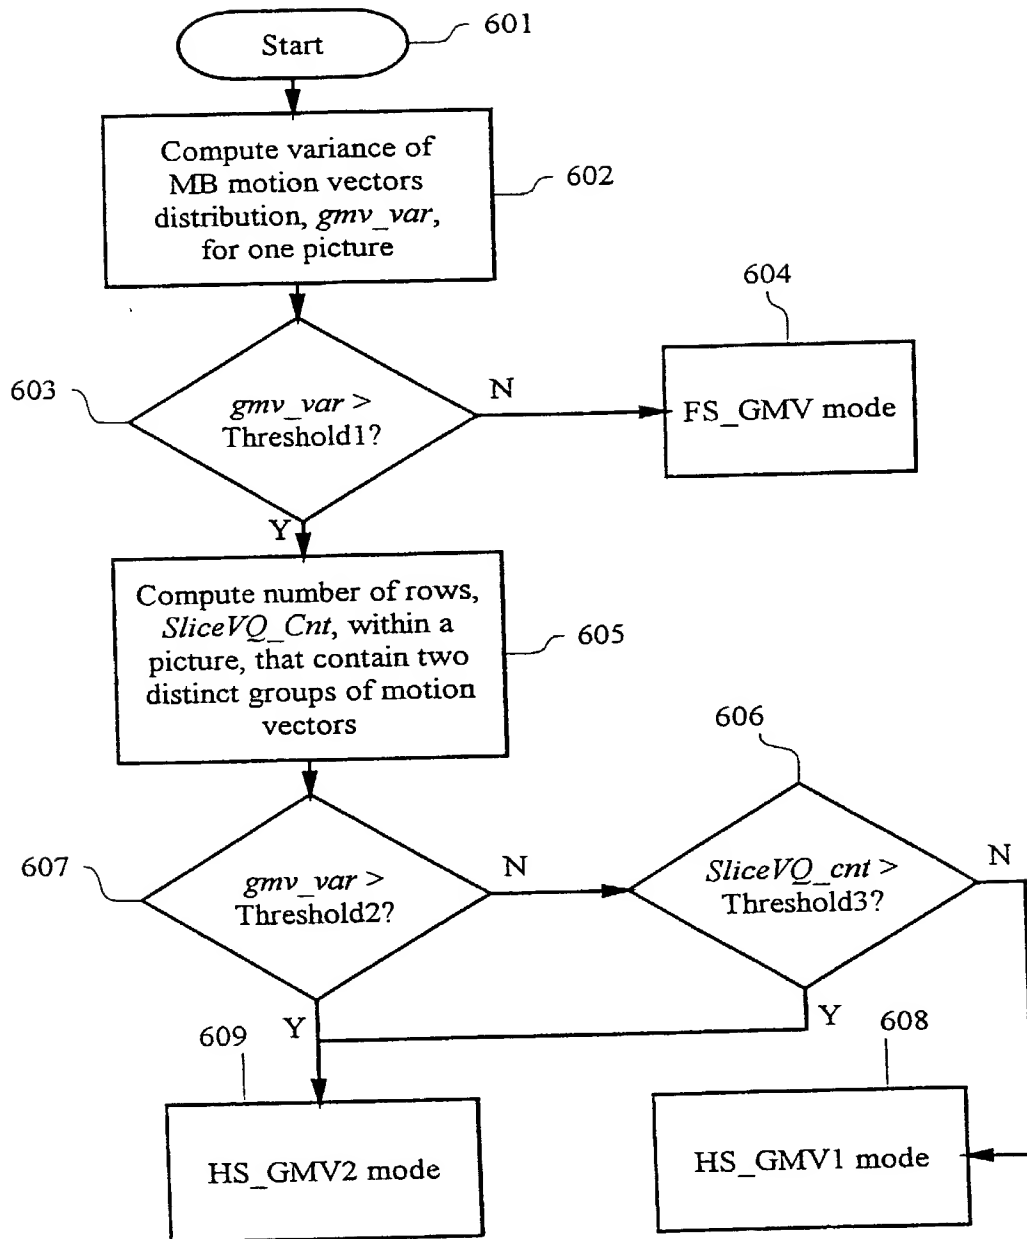 Start
601
Compute variance of
MB motion vectors
distribution, gmv_var,
for one picture
602
604
603
gmv_var >
Threshold1?
N
FS_GMV mode
Y
Compute number of rows,
SliceVQ_Cnt, within a
picture, that contain two
distinct groups of motion
vectors
605
606
607
gmv_var >
Threshold2?
N
SliceVQ_cnt >
Threshold3?
N
Y
Y
609
608
HS_GMV2 mode
HS_GMV1 mode